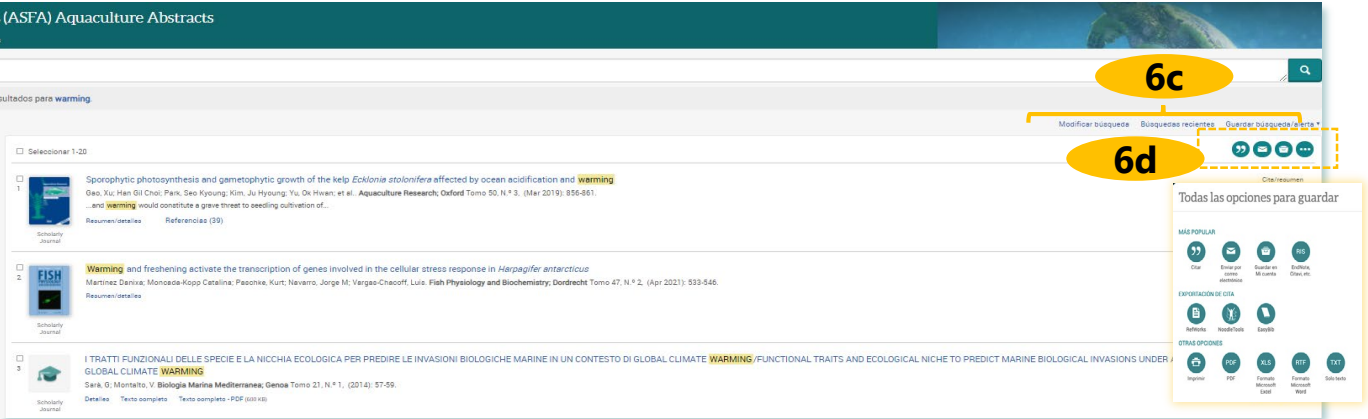 (ASFA) Aquaculture Abstracts
6c
sultados para warming.
Modificar búsqueda Búsquedas recientes Guardar búsqueda/alerta
6d
Seleccionar 1-20
Cite/resumen
1
Sporophytic photosynthesis and gametophytic growth of the kelp Ecklonia stolonifera affected by ocean acidification and warming
Gao, Xu; Han Gil Choi; Park, Seo Kyoung; Kim, Ju Hyoung; Yu, Ok Hwan; et al.. Aquaculture Research; Oxford Tomo 50, N.º 3, (Mar 2019): 856-861.
...and warming would constitute a grave threat to seedling cultivation of...
Resumen/detalles Referencias (39)
Scholarly
Journal
2
FISH
Warming and freshening activate the transcription of genes involved in the cellular stress response in Harpagifer antarcticus
Martínez Danixa; Moncada-Kopp Catalina; Paschke, Kurt; Navarro, Jorge M; Vargas-Chacoff, Luis. Fish Physiology and Biochemistry; Dordrecht Tomo 47, N.º 2, (Apr 2021): 533-546.
Resumen/detalles
Scholarly
Journal
3
I TRATTI FUNZIONALI DELLE SPECIE E LA NICCHIA ECOLOGICA PER PREDIRE LE INVASIONI BIOLOGICHE MARINE IN UN CONTESTO DI GLOBAL CLIMATE WARMING/FUNCTIONAL TRAITS AND ECOLOGICAL NICHE TO PREDICT MARINE BIOLOGICAL INVASIONS UNDER A
GLOBAL CLIMATE WARMING
Sarà, G; Montalto, V. Biologia Marina Mediterranea; Genoa Tomo 21, N.º 1, (2014): 57-59.
Detalles Texto completo Texto completo - PDF (600 KB)
Scholarly
Journal
Todas las opciones para guardar
MÁS POPULAR
RIS
Citar Enviar por correo electrónico Guardar en Mi cuenta EndNote, Citavi, etc.
EXPORTACIÓN DE CITA
RefWorks NoodleTools EasyBib
OTRAS OPCIONES
PDF XLS RTF TXT
Imprimir PDF Formato Microsoft Excel Formato Microsoft Word Solo texto